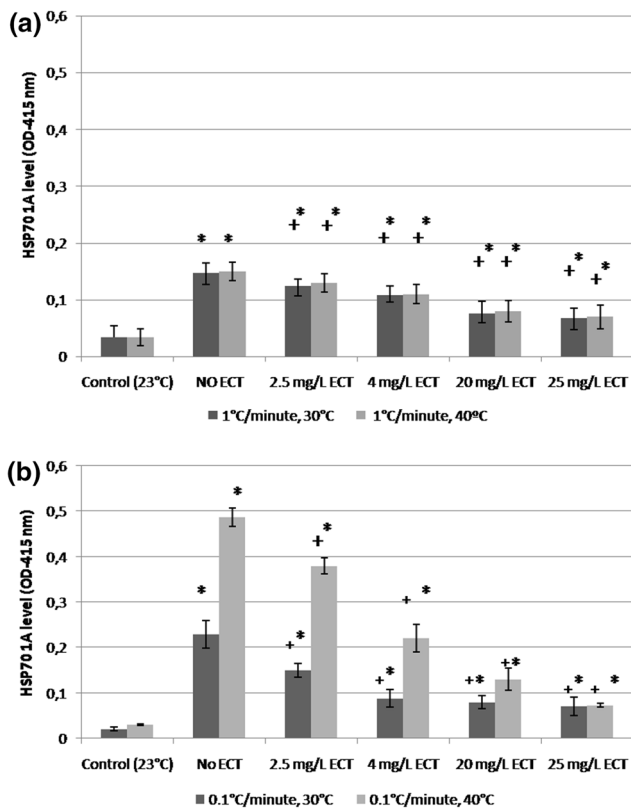 (a)
HSP70 1A level (OD-415 nm)
0,6
0,5
0,4
0,3
0,2
0,1
0
* *
+* +*
+* +*
+* +*
+* +*
Control (23°C) NO ECT 2.5 mg/L ECT 4 mg/L ECT 20 mg/L ECT 25 mg/L ECT
1°C/minute, 30°C 1°C/minute, 40ºC
(b)
HSP70 1A level (OD-415 nm)
0,6
0,5
0,4
0,3
0,2
0,1
0
* *
+* +*
+* + *
+* +*
+* + *
Control (23°C) No ECT 2.5 mg/L ECT 4 mg/L ECT 20 mg/L ECT 25 mg/L ECT
0.1°C/minute, 30°C 0.1°C/minute, 40°C